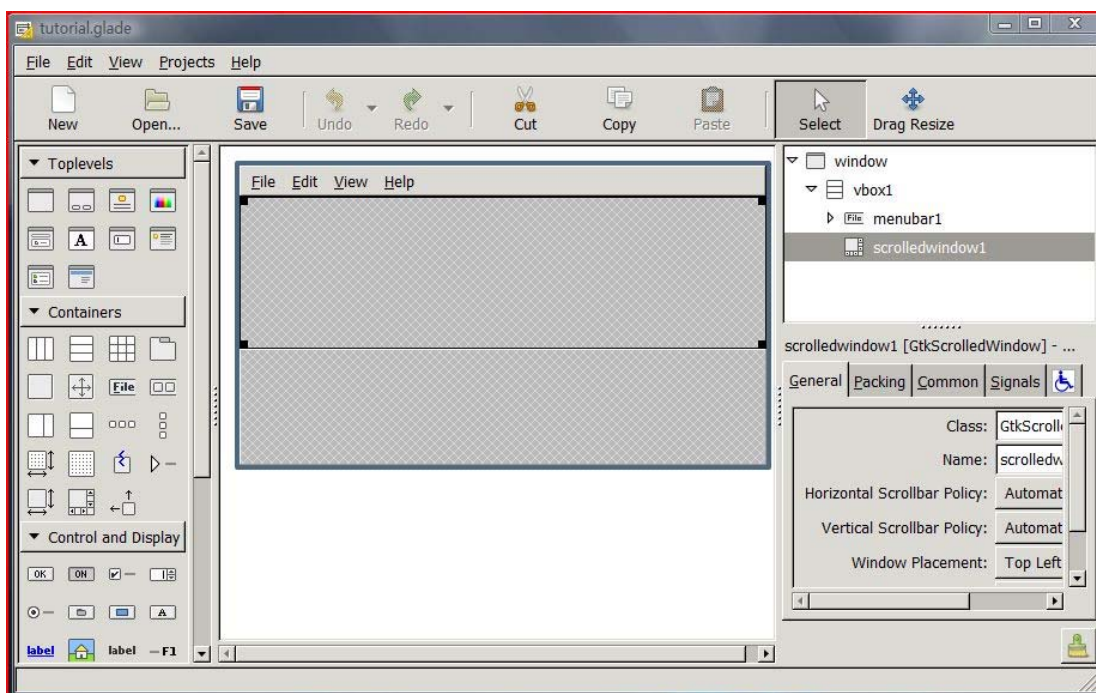 tutorial.glade
File Edit View Projects Help
New Open... Save Undo Redo Cut Copy Paste Select Drag Resize
Toplevels
A
Containers
File
Control and Display
OK ON
A
label label F1
File Edit View Help
window
vbox1
File menubar1
scrolledwindow1
scrolledwindow1 [GtkScrolledWindow] - ...
General Packing Common Signals
Class: GtkScroll
Name: scrolledw
Horizontal Scrollbar Policy: Automat
Vertical Scrollbar Policy: Automat
Window Placement: Top Left